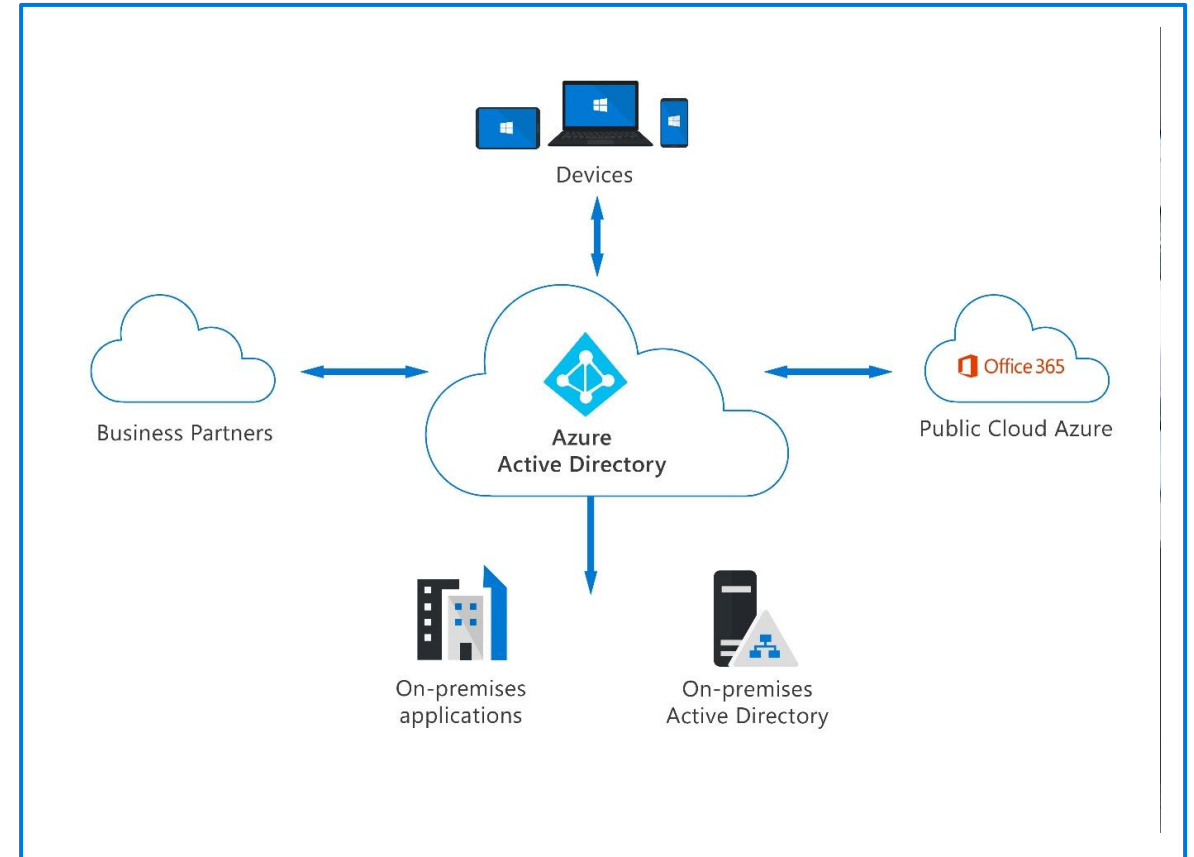 Devices
Business Partners
Azure
Active Directory
Office 365
Public Cloud Azure
On-premises
applications
On-premises
Active Directory